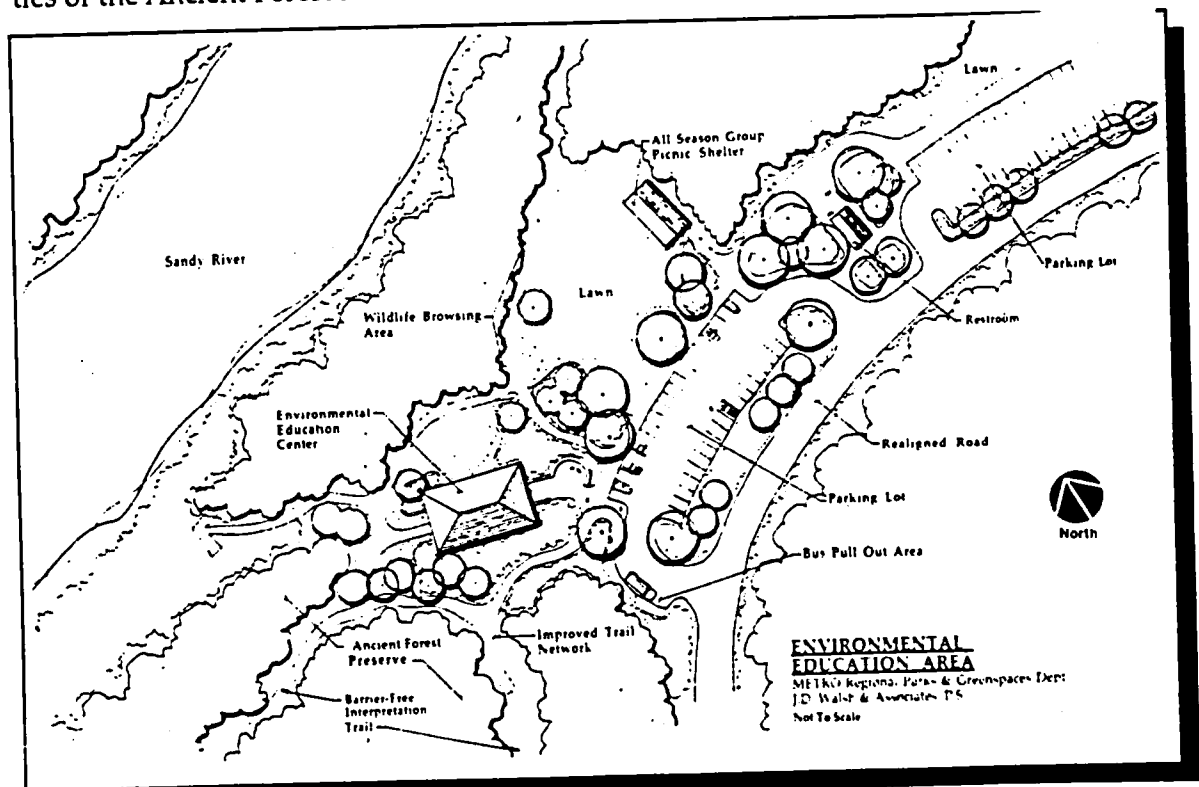 of the Ancient
Lawn
All Season Group
Picnic Shelter
Sandy River
Parking Lot
Lawn
Wildlife Browsing
Area
Restroom
Environmental
Education
Center
Realigned Road
Parking Lot
North
Bus Pull Out Area
Improved Trail
Network
Ancient Forest
Preserve
Barrier-Free
Interpretation
Trail
ENVIRONMENTAL
EDUCATION AREA
METRO Regional Parks & Greenspaces Dept
J.D. Walsh & Associates P.S.
Not To Scale